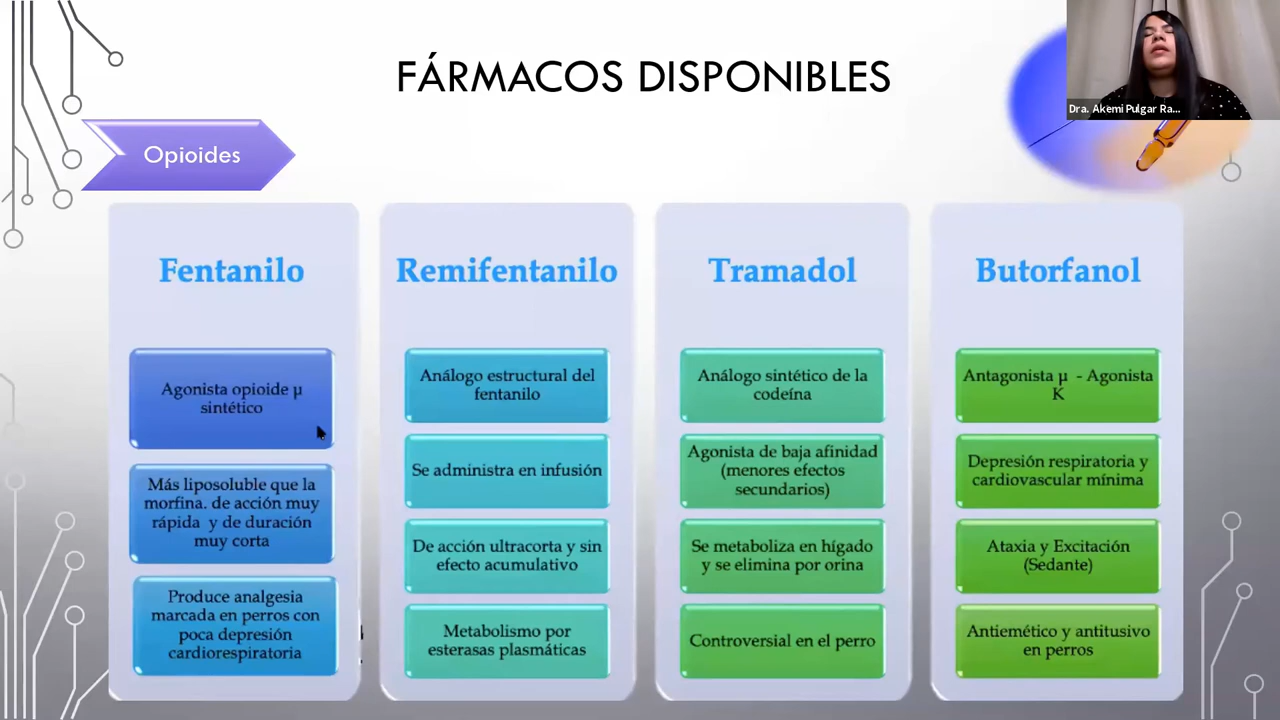 FÁRMACOS DISPONIBLES
Dra. Akemi Pulgar Ra...
Opioides
Fentanilo
Agonista opioide µ
sintético
Más liposoluble que la
morfina. de acción muy
rápida y de duración
muy corta
Produce analgesia
marcada en perros con
poca depresión
cardiorespiratoria
Remifentanilo
Análogo estructural del
fentanilo
Se administra en infusión
De acción ultracorta y sin
efecto acumulativo
Metabolismo por
esterasas plasmáticas
Tramadol
Análogo sintético de la
codeína
Agonista de baja afinidad
(menores efectos
secundarios)
Se metaboliza en hígado
y se elimina por orina
Controversial en el perro
Butorfanol
Antagonista µ - Agonista
K
Depresión respiratoria y
cardiovascular mínima
Ataxia y Excitación
(Sedante)
Antiemético y antitusivo
en perros